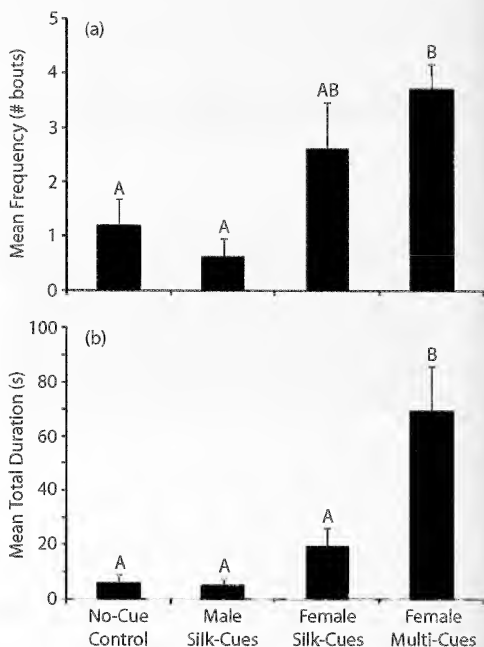 (a)
Mean Frequency (# bouts)
5
4
3
2
1
0
A
A
AB
B
(b)
Mean Total Duration (s)
100
80
60
40
20
0
A
A
A
B
No-Cue Control
Male Silk-Cues
Female Silk-Cues
Female Multi-Cues